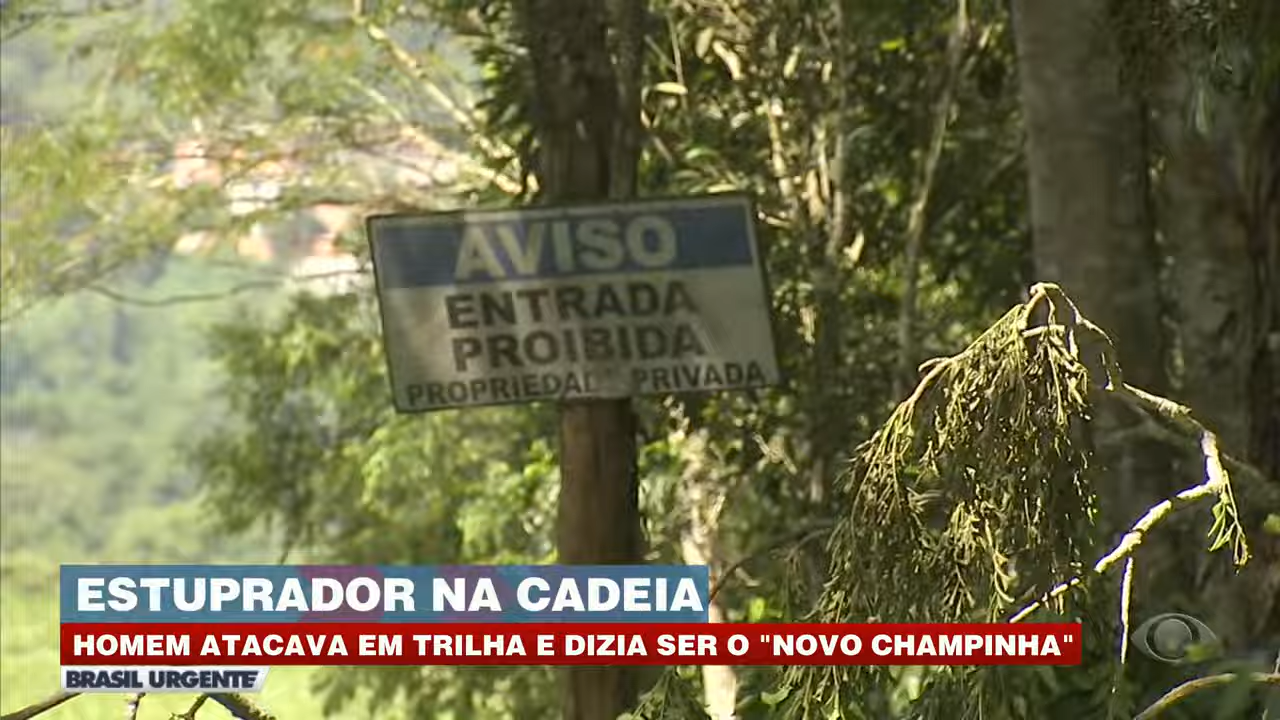 AVISO
ENTRADA
PROIBIDA
PROPRIEDADE PRIVADA
ESTUPRADOR NA CADEIA
HOMEM ATACAVA EM TRILHA E DIZIA SER O "NOVO CHAMPINHA"
BRASIL URGENTE